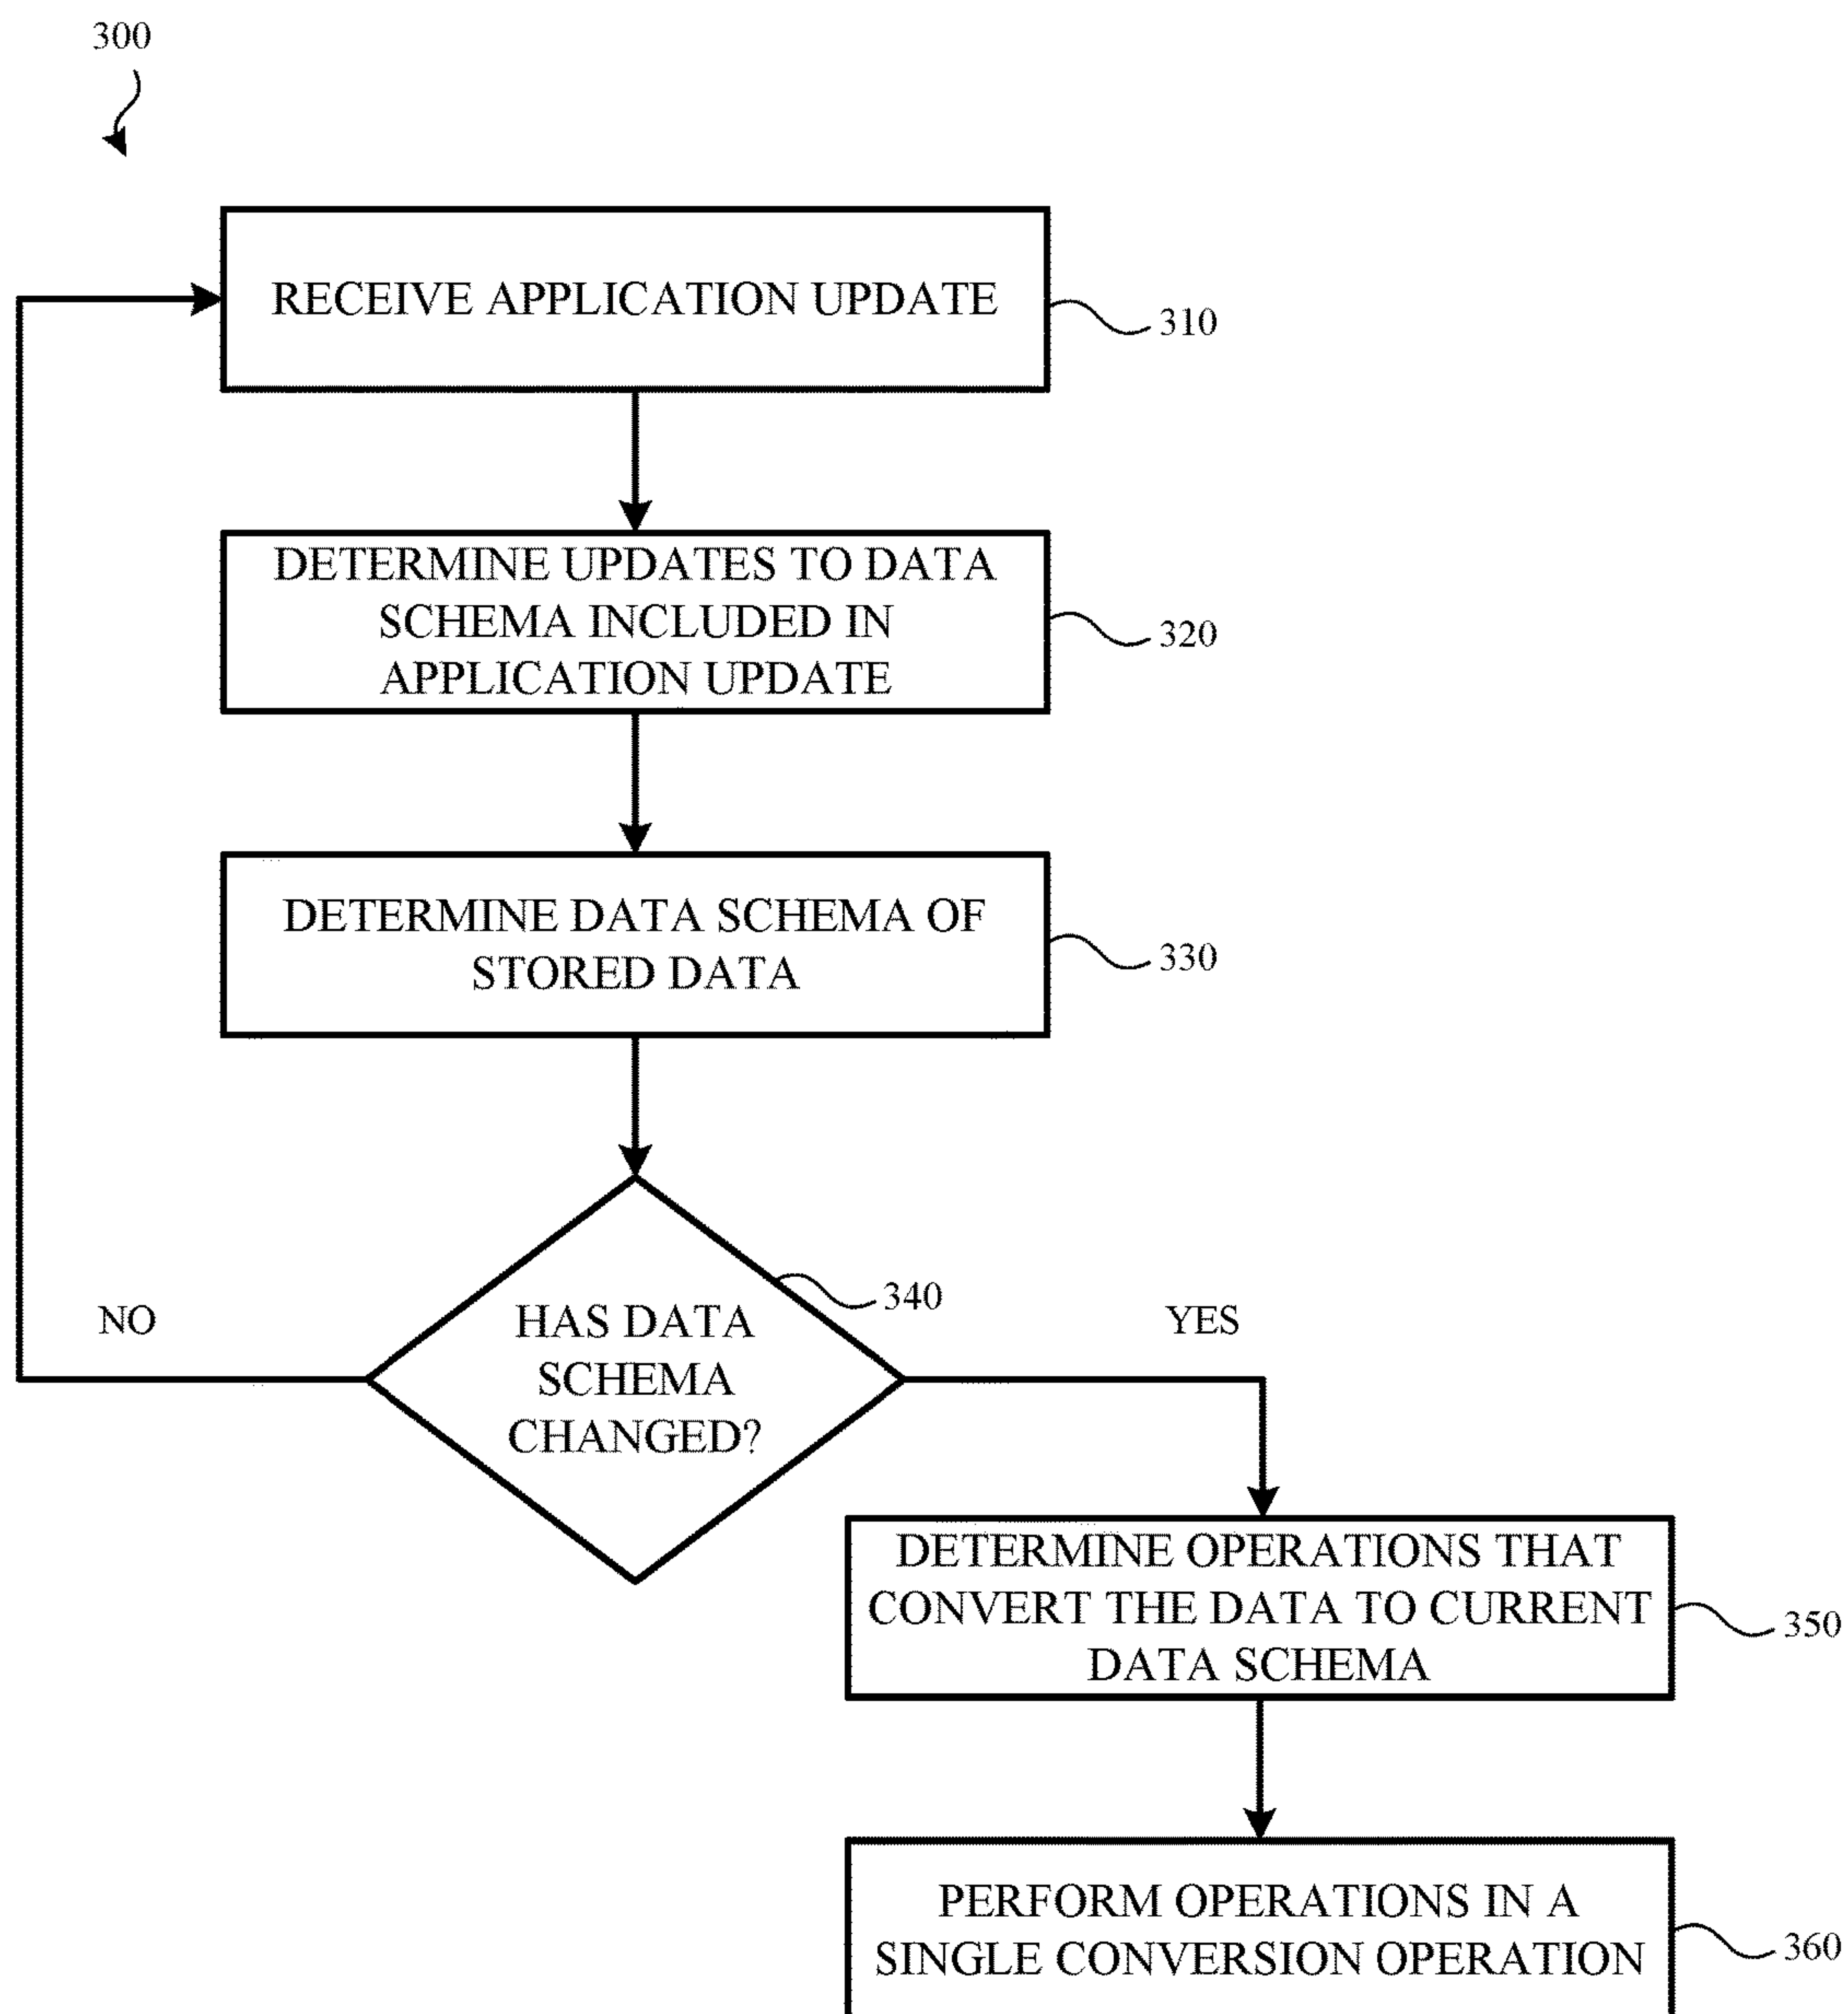 300
RECEIVE APPLICATION UPDATE
310
DETERMINE UPDATES TO DATA
SCHEMA INCLUDED IN
APPLICATION UPDATE
320
DETERMINE DATA SCHEMA OF
STORED DATA
330
HAS DATA
SCHEMA
CHANGED?
340
NO
YES
DETERMINE OPERATIONS THAT
CONVERT THE DATA TO CURRENT
DATA SCHEMA
350
PERFORM OPERATIONS IN A
SINGLE CONVERSION OPERATION
360